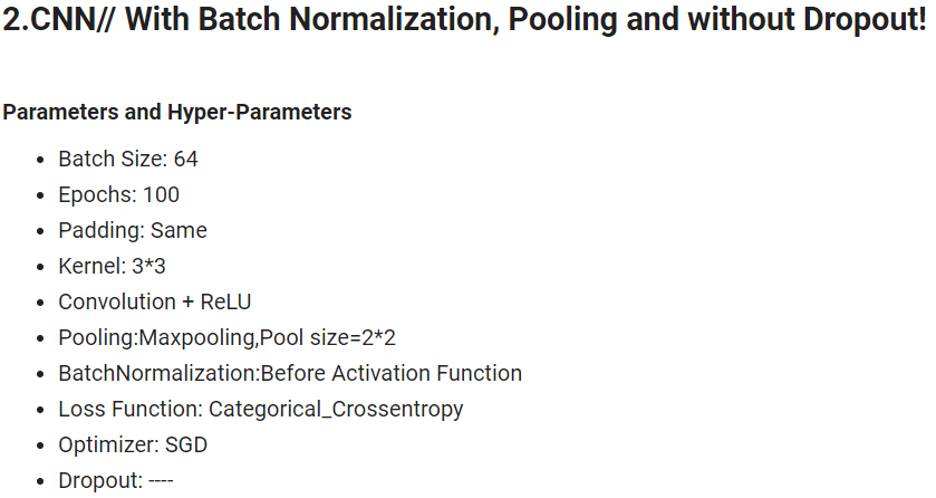 2.CNN// With Batch Normalization, Pooling and without Dropout!
Parameters and Hyper-Parameters
• Batch Size: 64
• Epochs: 100
• Padding: Same
• Kernel: 3*3
• Convolution + ReLU
• Pooling:Maxpooling,Pool size=2*2
• BatchNormalization:Before Activation Function
• Loss Function: Categorical_Crossentropy
• Optimizer: SGD
• Dropout: ----